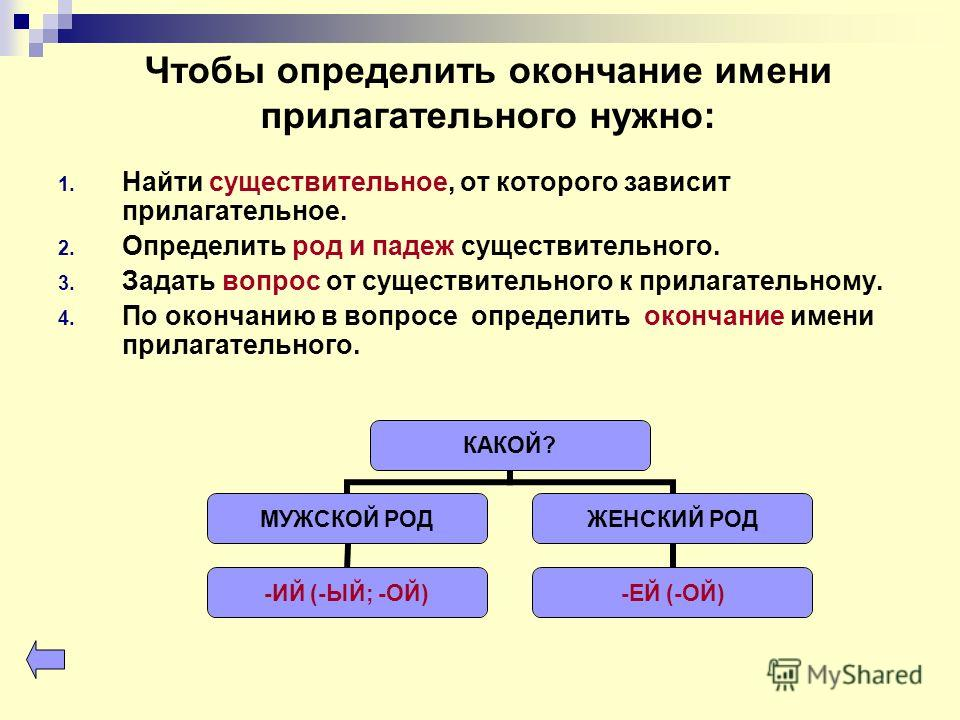 Чтобы определить окончание имени
прилагательного нужно:
1. Найти существительное, от которого зависит
прилагательное.
2. Определить род и падеж существительного.
3. Задать вопрос от существительного к прилагательному.
4. По окончанию в вопросе определить окончание имени
прилагательного.
КАКОЙ?
МУЖСКОЙ РОД
ЖЕНСКИЙ РОД
-ИЙ (-ЫЙ; -ОЙ)
-ЕЙ (-ОЙ)
MyShared